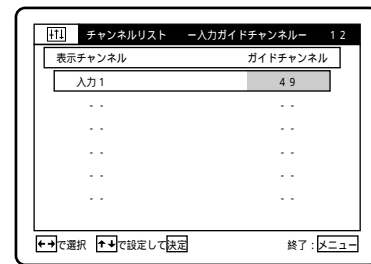 チャンネルリスト －入力ガイドチャンネル－ １２
表示チャンネル ガイドチャンネル
入力１ ４９
- - - -
- - - -
- - - -
- - - -
- - - -
←→で選択 ↑↓で設定して決定 終了：メニュー